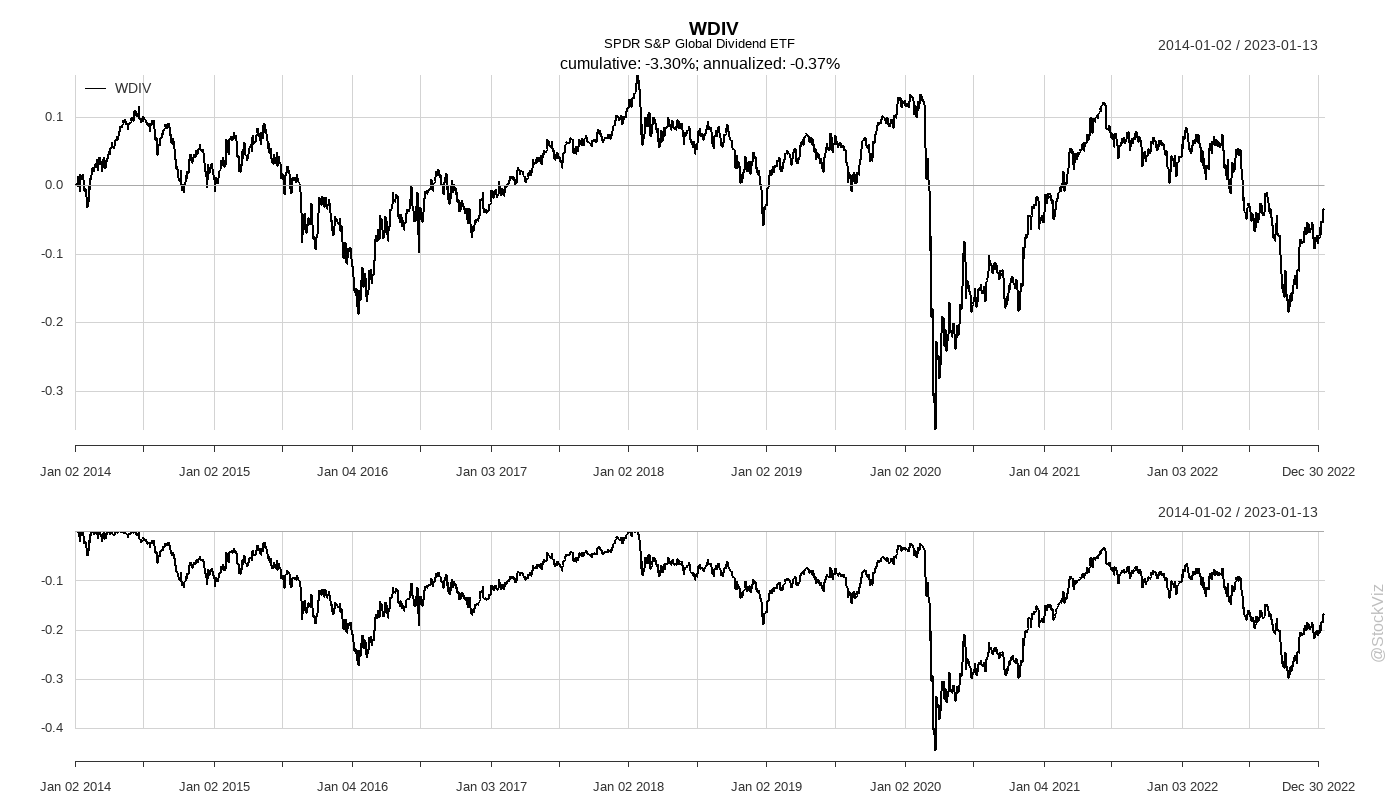 WDIV
SPDR S&P Global Dividend ETF
2014-01-02 / 2023-01-13
cumulative: -3.30%; annualized: -0.37%
WDIV
0.1
0.0
-0.1
-0.2
-0.3
Jan 02 2014 Jan 02 2015 Jan 04 2016 Jan 03 2017 Jan 02 2018 Jan 02 2019 Jan 02 2020 Jan 04 2021 Jan 03 2022 Dec 30 2022
2014-01-02 / 2023-01-13
-0.1
-0.2
-0.3
-0.4
Jan 02 2014 Jan 02 2015 Jan 04 2016 Jan 03 2017 Jan 02 2018 Jan 02 2019 Jan 02 2020 Jan 04 2021 Jan 03 2022 Dec 30 2022
@StockViz